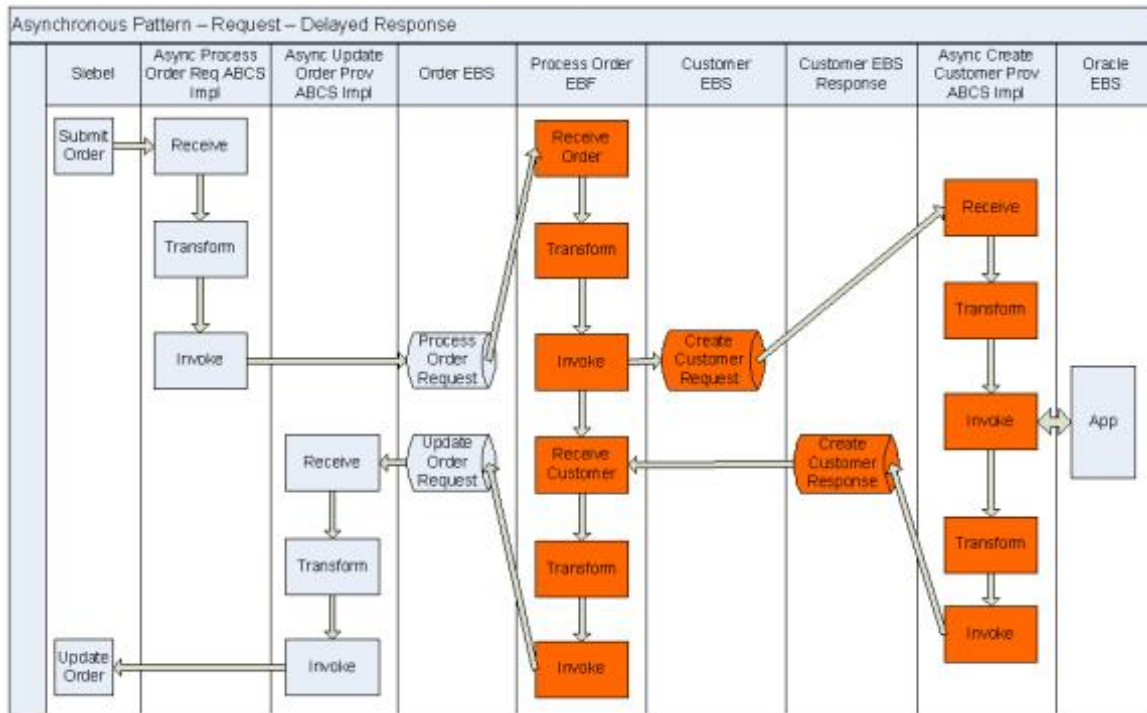 Asynchronous Pattern – Request – Delayed Response
Siebel
Async Process
Order Req ABCS
Impl
Async Update
Order Prov
ABCS Impl
Order EBS
Process Order
EBF
Customer
EBS
Customer EBS
Response
Async Create
Customer Prov
ABCS Impl
Oracle
EBS
Submit
Order
Receive
Transform
Invoke
Process
Order
Request
Receive
Order
Transform
Invoke
Create
Customer
Request
Receive
Transform
Invoke
App
Create
Customer
Response
Transform
Invoke
Receive
Customer
Transform
Invoke
Update
Order
Request
Receive
Transform
Invoke
Update
Order